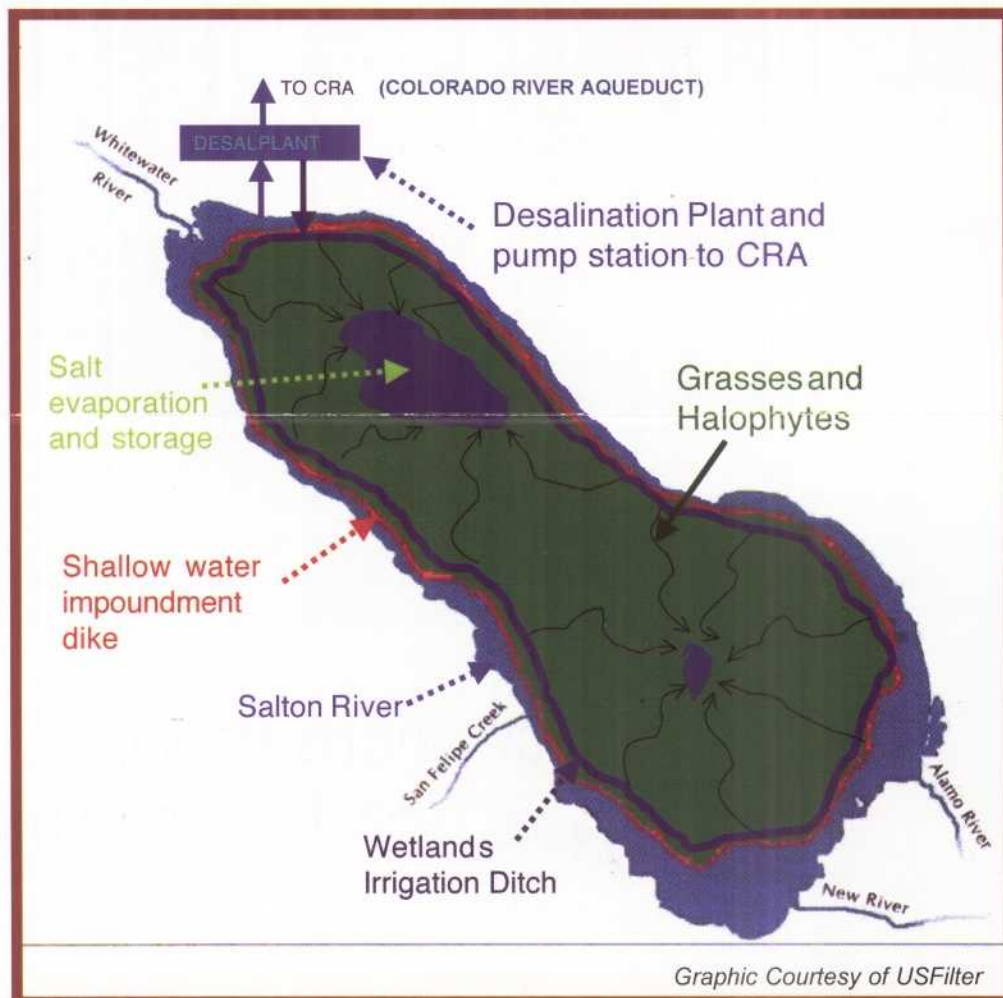 TO CRA (COLORADO RIVER AQUEDUCT)
DESALPLANT
Whitewater
River
Desalination Plant and
pump station to CRA
Salt
evaporation
and storage
Grasses and
Halophytes
Shallow water
impoundment
dike
Salton River
San Felipe Creek
Alamo River
Wetlands
Irrigation Ditch
New River
Graphic Courtesy of USFilter